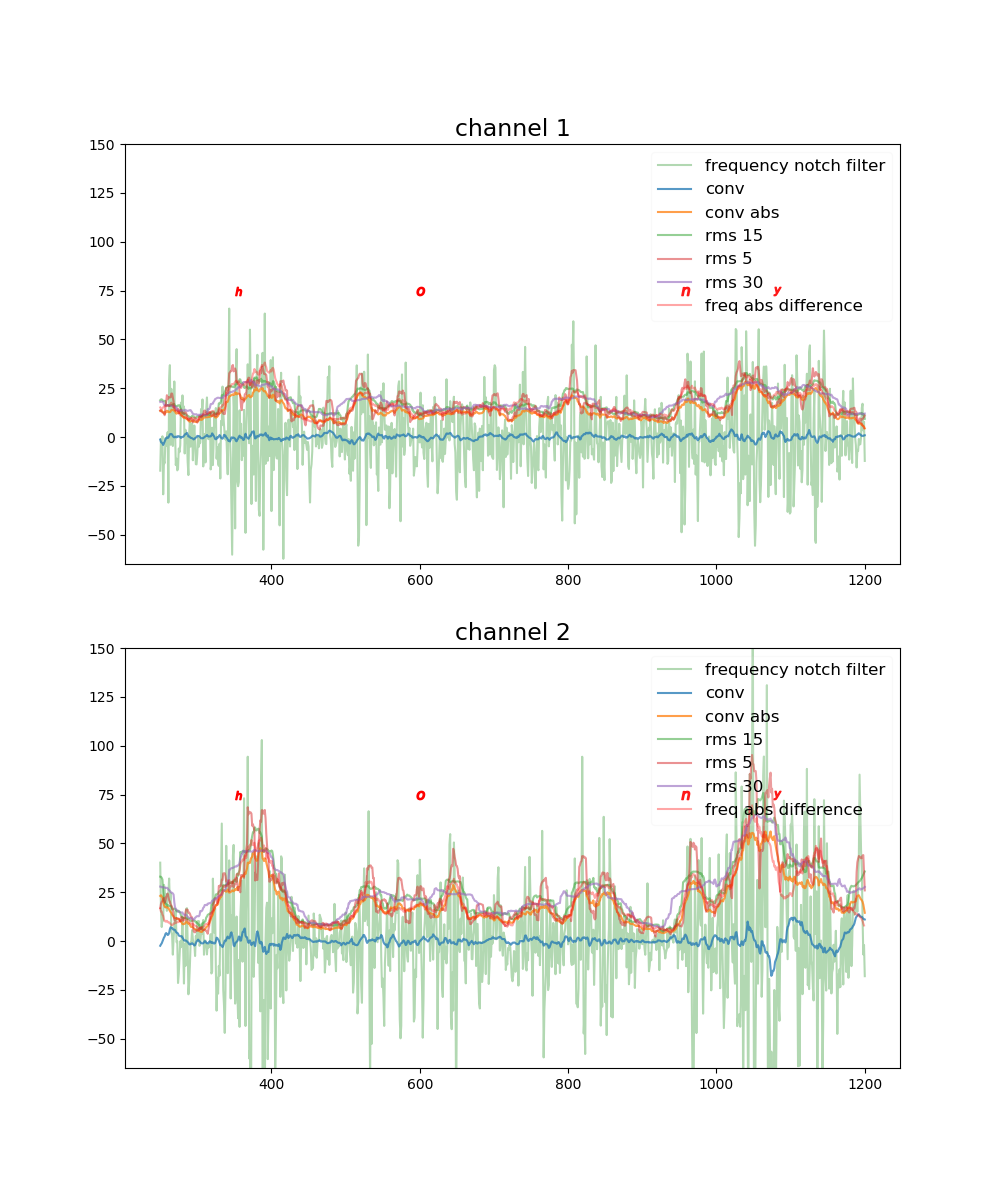 channel 1
150
125
100
75
50
25
0
−25
−50
frequency notch filter
conv
conv abs
rms 15
rms 5
rms 30
freq abs difference
h o n y
400 600 800 1000 1200
channel 2
150
125
100
75
50
25
0
−25
−50
frequency notch filter
conv
conv abs
rms 15
rms 5
rms 30
freq abs difference
h o n y
400 600 800 1000 1200